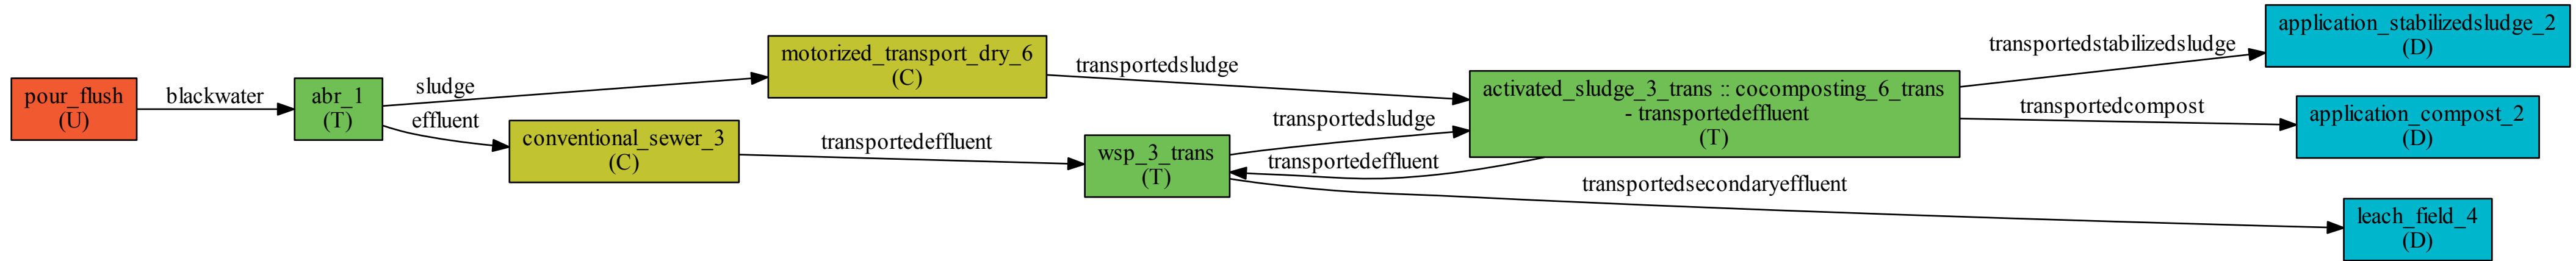 pour_flush
(U)
blackwater
abr_1
(T)
sludge
effluent
motorized_transport_dry_6
(C)
conventional_sewer_3
(C)
transportedsludge
transportedeffluent
wsp_3_trans
(T)
transportedsludge
transportedeffluent
activated_sludge_3_trans :: cocomposting_6_trans
- transportedeffluent
(T)
transportedstabilizedsludge
transportedcompost
transportedsecondaryeffluent
application_stabilizedsludge_2
(D)
application_compost_2
(D)
leach_field_4
(D)